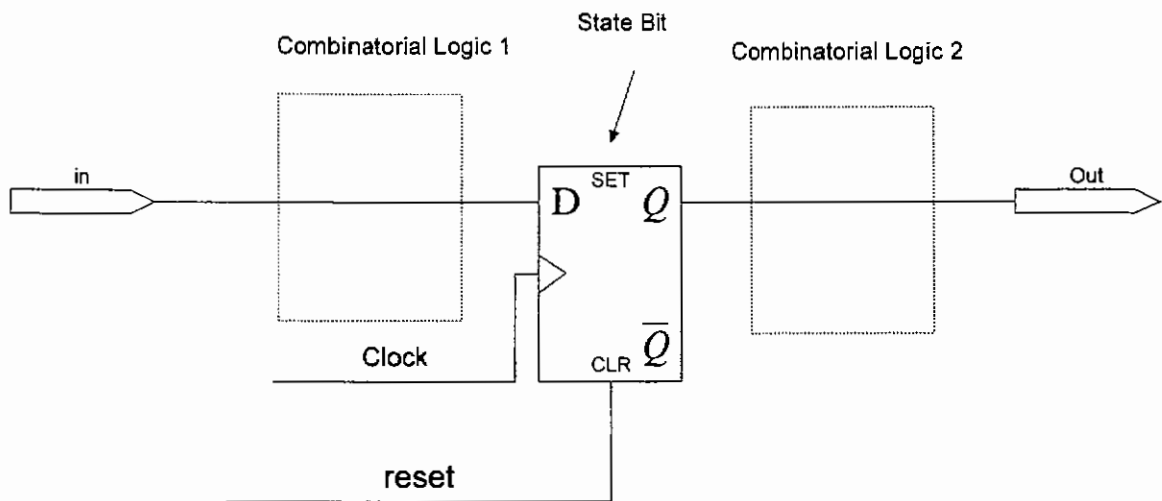 State Bit
Combinatorial Logic 1
Combinatorial Logic 2
in
SET
D
Q
Out
Clock
Q̅
CLR
reset